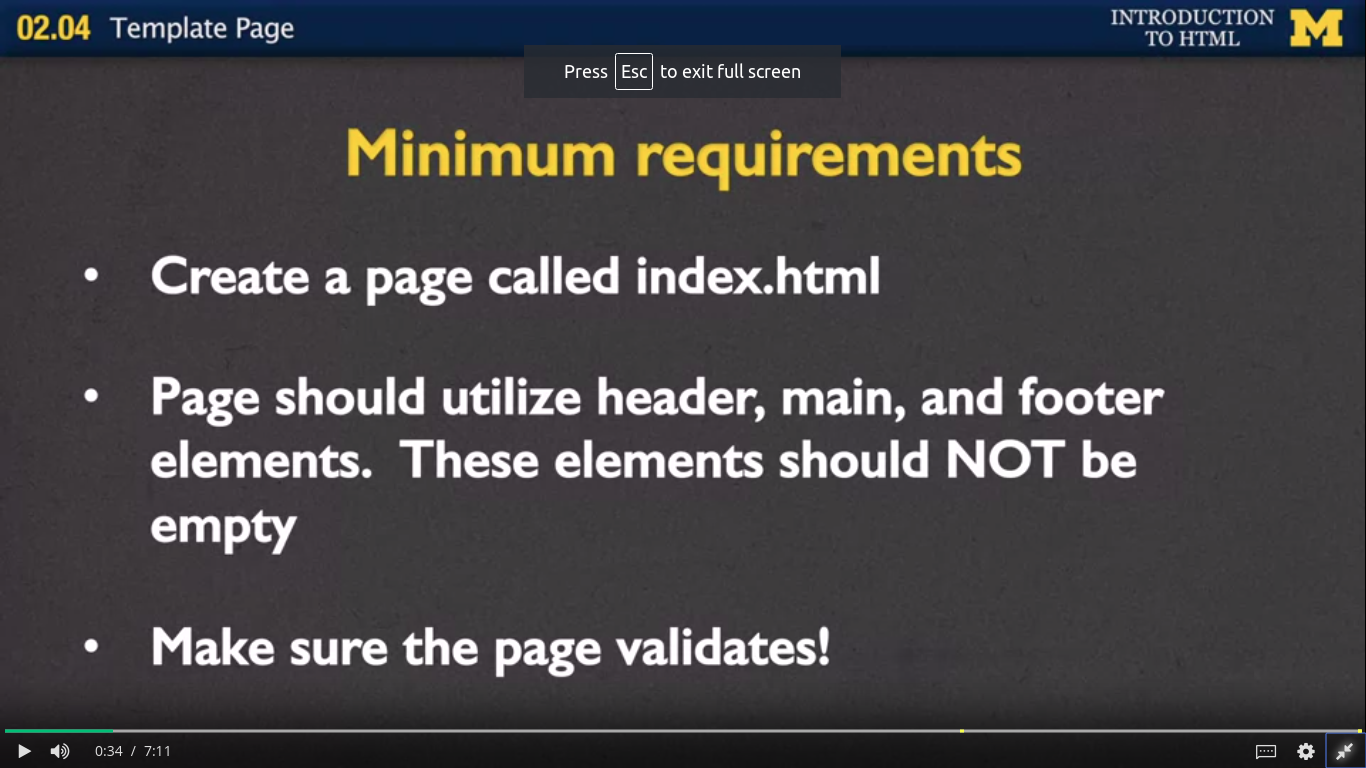 02.04 Template Page
INTRODUCTION
TO HTML
M
Press Esc to exit full screen
Minimum requirements
• Create a page called index.html
• Page should utilize header, main, and footer
elements. These elements should NOT be
empty
• Make sure the page validates!
0:34 / 7:11